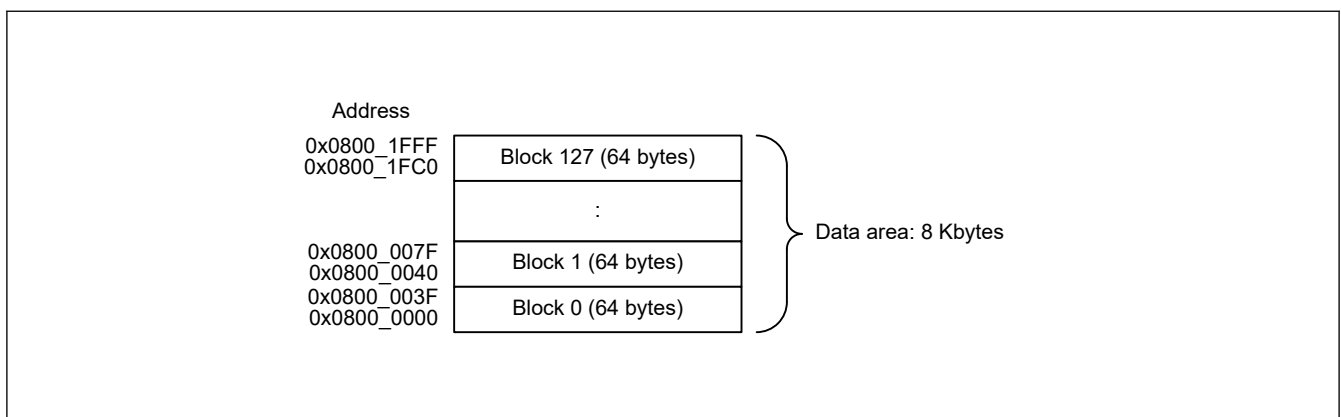 Address
0x0800_1FFF
0x0800_1FC0
Block 127 (64 bytes)
:
Data area: 8 Kbytes
0x0800_007F
0x0800_0040
Block 1 (64 bytes)
0x0800_003F
0x0800_0000
Block 0 (64 bytes)